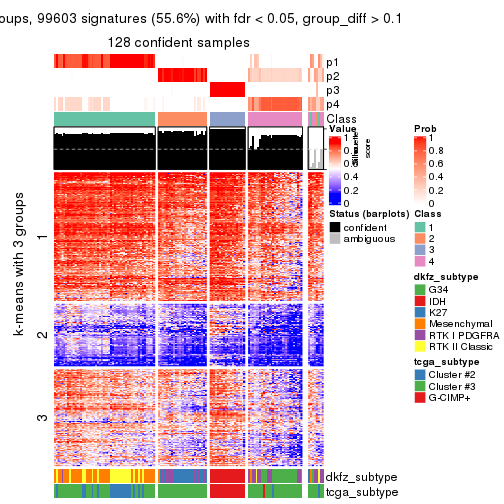 oups, 99603 signatures (55.6%) with fdr < 0.05, group_diff > 0.1
128 confident samples
p1
p2
p3
p4
Class
Silhouette
score
k-means with 3 groups
1
2
3
dkfz_subtype
tcga_subtype
Value
1
0.8
0.6
0.4
0.2
0
Status (barplots)
confident
ambiguous
Prob
1
0.8
0.6
0.4
0.2
0
Class
1
2
3
4
dkfz_subtype
G34
IDH
K27
Mesenchymal
RTK I PDGFRA
RTK II Classic
tcga_subtype
Cluster #2
Cluster #3
G-CIMP+